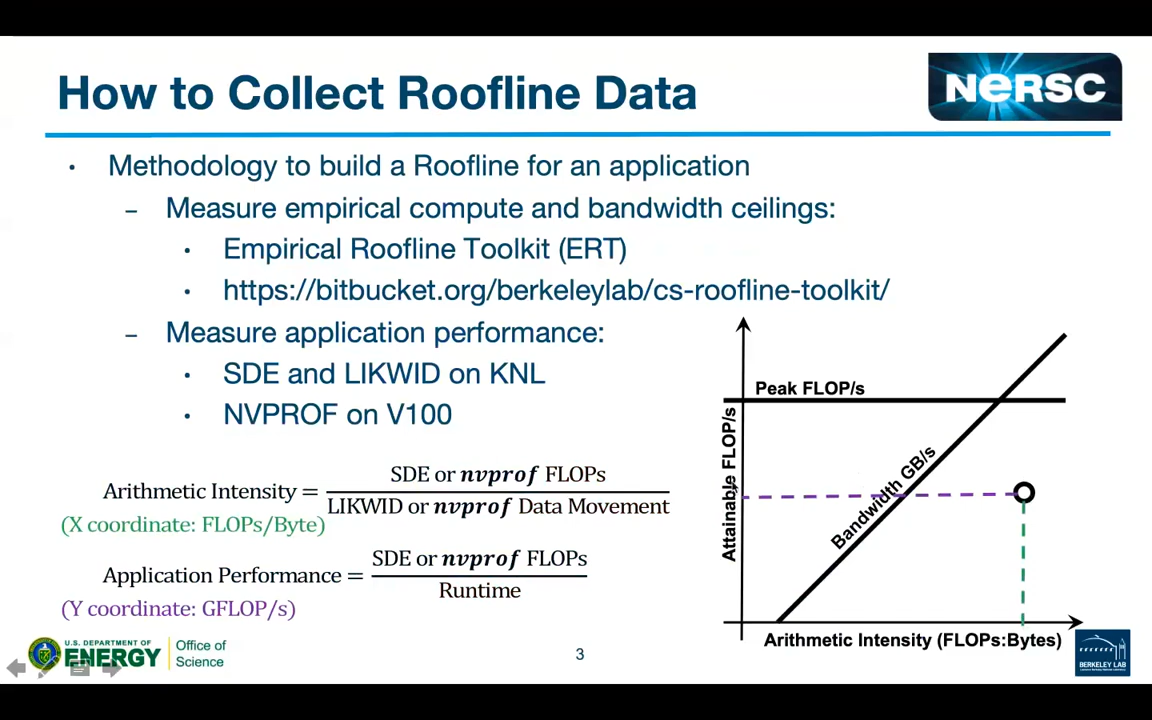 How to Collect Roofline Data
NERSC
• Methodology to build a Roofline for an application
– Measure empirical compute and bandwidth ceilings:
• Empirical Roofline Toolkit (ERT)
• https://bitbucket.org/berkeleylab/cs-roofline-toolkit/
– Measure application performance:
• SDE and LIKWID on KNL
• NVPROF on V100
Arithmetic Intensity =
SDE or nvprof FLOPs
LIKWID or nvprof Data Movement
(X coordinate: FLOPs/Byte)
Application Performance =
SDE or nvprof FLOPs
Runtime
(Y coordinate: GFLOP/s)
Peak FLOP/s
Attainable FLOP/s
Bandwidth GB/s
Arithmetic Intensity (FLOPs:Bytes)
U.S. DEPARTMENT OF
ENERGY
Office of
Science
3
BERKELEY LAB